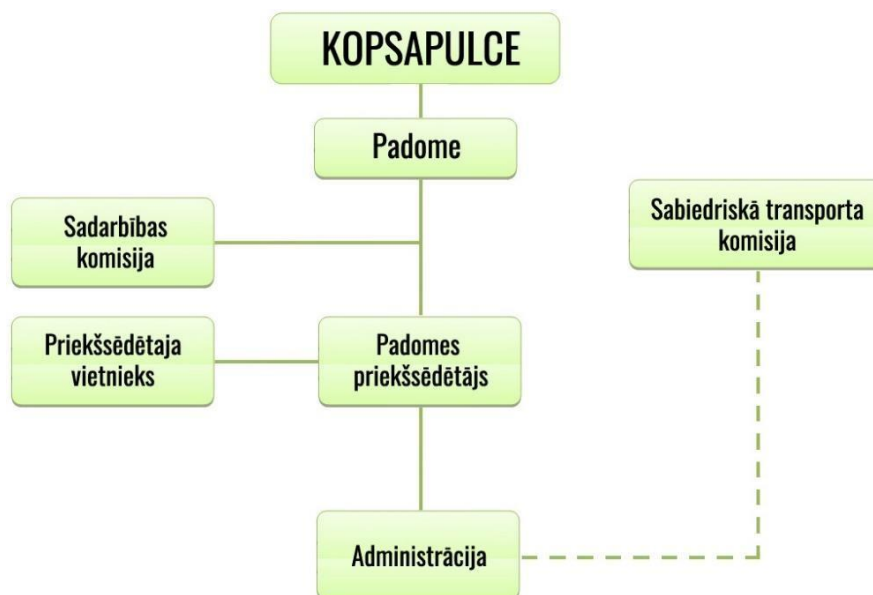 KOPSAPULCE
Padome
Sadarbības
komisija
Sabiedriskā transporta
komisija
Priekšsēdētaja
vietnieks
Padomes
priekšsēdētājs
Administrācija